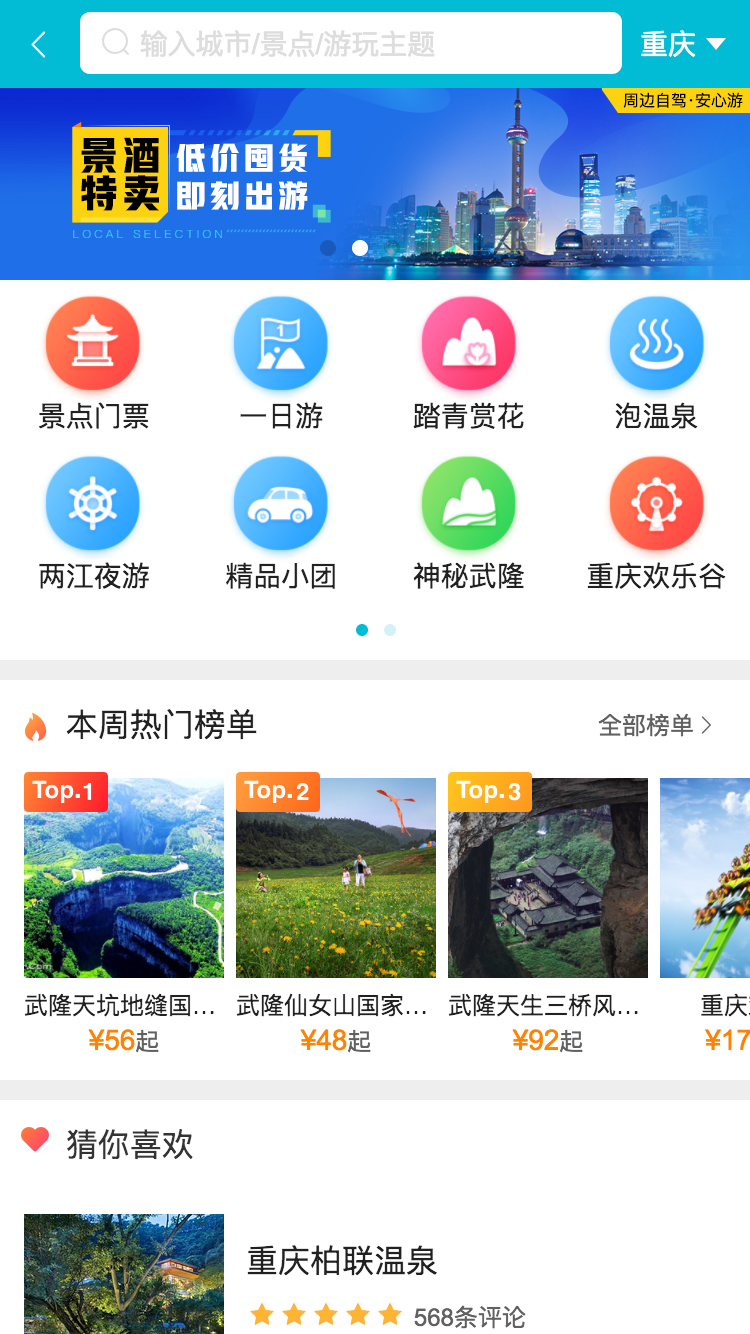 输入城市/景点/游玩主题
重庆
周边自驾·安心游
景酒
特卖
低价囤货
即刻出游
LOCAL SELECTION
1
景点门票
一日游
踏青赏花
泡温泉
两江夜游
精品小团
神秘武隆
重庆欢乐谷
本周热门榜单
全部榜单
Top.1
Top.2
Top.3
武隆天坑地缝国...
武隆仙女山国家...
武隆天生三桥风...
重庆
¥56起
¥48起
¥92起
¥17
猜你喜欢
重庆柏联温泉
568条评论